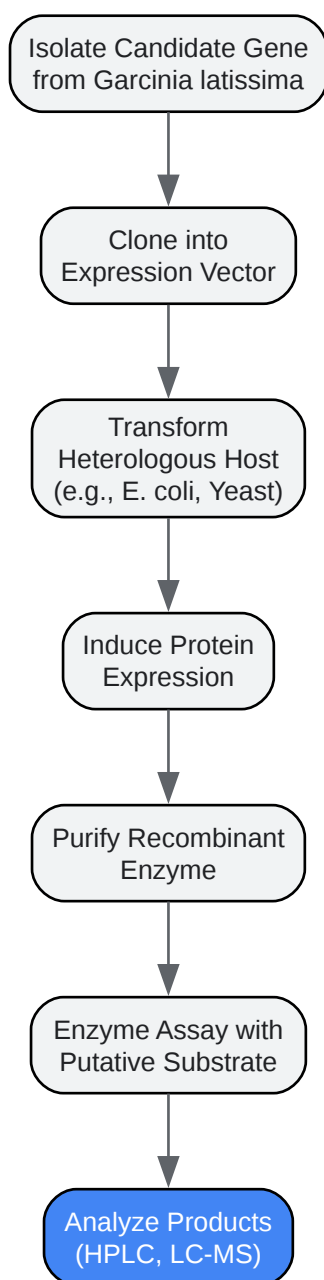 Isolate Candidate Gene
from Garcinia latissima
Clone into
Expression Vector
Transform
Heterologous Host
(e.g., E. coli, Yeast)
Induce Protein
Expression
Purify Recombinant
Enzyme
Enzyme Assay with
Putative Substrate
Analyze Products
(HPLC, LC-MS)